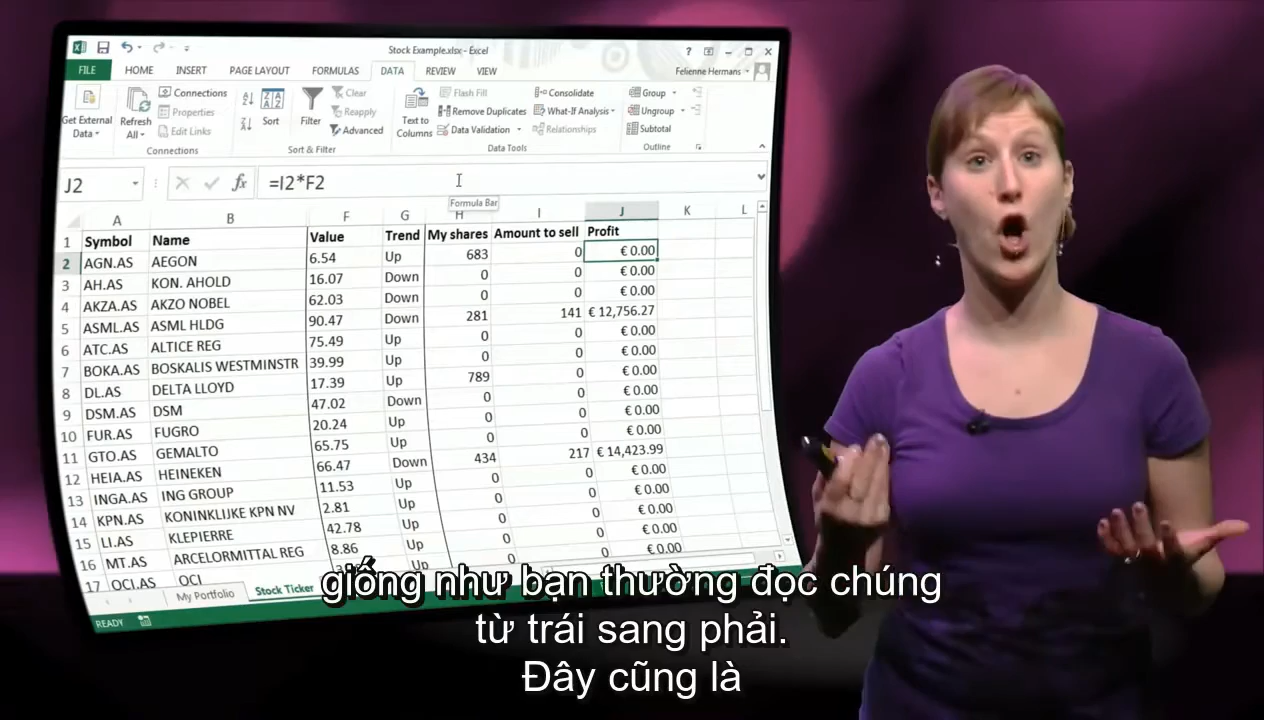 Stock Example.xlsx - Excel
FILE HOME INSERT PAGE LAYOUT FORMULAS DATA REVIEW VIEW Felienne Hermans
Get External Data
Refresh All
Connections
Properties
Edit Links
Connections
Sort
Filter
Clear
Reapply
Advanced
Sort & Filter
Text to Columns
Flash Fill
Remove Duplicates
Data Validation
Consolidate
What-If Analysis
Relationships
Data Tools
Group
Ungroup
Subtotal
Outline
J2 fx =I2*F2
Formula Bar
A B F G H I J K L
1 Symbol Name Value Trend My shares Amount to sell Profit
2 AGN.AS AEGON 6.54 Up 683 0 € 0.00
3 AH.AS KON. AHOLD 16.07 Down 0 0 € 0.00
4 AKZA.AS AKZO NOBEL 62.03 Down 0 0 € 0.00
5 ASML.AS ASML HLDG 90.47 Down 281 141 € 12,756.27
6 ATC.AS ALTICE REG 75.49 Up 0 0 € 0.00
7 BOKA.AS BOSKALIS WESTMINSTR 39.99 Up 0 0 € 0.00
8 DL.AS DELTA LLOYD 17.39 Up 789 0 € 0.00
9 DSM.AS DSM 47.02 Down 0 0 € 0.00
10 FUR.AS FUGRO 20.24 Up 0 0 € 0.00
11 GTO.AS GEMALTO 65.75 Up 0 0 € 0.00
12 HEIA.AS HEINEKEN 66.47 Down 434 217 € 14,423.99
13 INGA.AS ING GROUP 11.53 Up 0 0 € 0.00
14 KPN.AS KONINKLIJKE KPN NV 2.81 Up 0 0 € 0.00
15 LI.AS KLEPIERRE 42.78 Up 0 0 € 0.00
16 MT.AS ARCELORMITTAL REG 8.86 Up 0 0 € 0.00
17 OCI.AS OCI Up
My Portfolio Stock Ticker
READY
giống như bạn thường đọc chúng
từ trái sang phải.
Đây cũng là